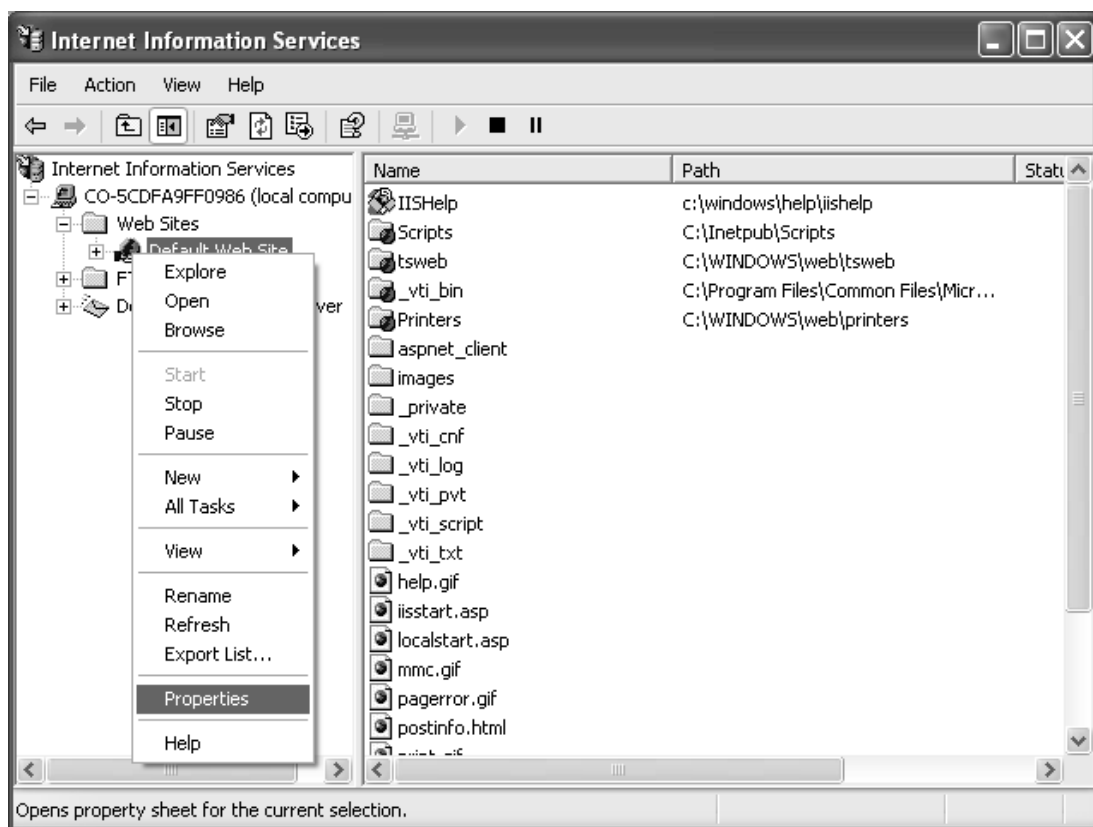 Internet Information Services
File Action View Help
Internet Information Services
CO-5CDFA9FF0986 (local compu
Web Sites
Default Web Site
ver
Explore
Open
Browse
Start
Stop
Pause
New
All Tasks
View
Rename
Refresh
Export List...
Properties
Help
Name Path
IISHelp c:\windows\help\iishelp
Scripts C:\Inetpub\Scripts
tsweb C:\WINDOWS\web\tsweb
_vti_bin C:\Program Files\Common Files\Micr...
Printers C:\WINDOWS\web\printers
aspnet_client
images
_private
_vti_cnf
_vti_log
_vti_pvt
_vti_script
_vti_txt
help.gif
iisstart.asp
localstart.asp
mmc.gif
pagerror.gif
postinfo.html
Opens property sheet for the current selection.